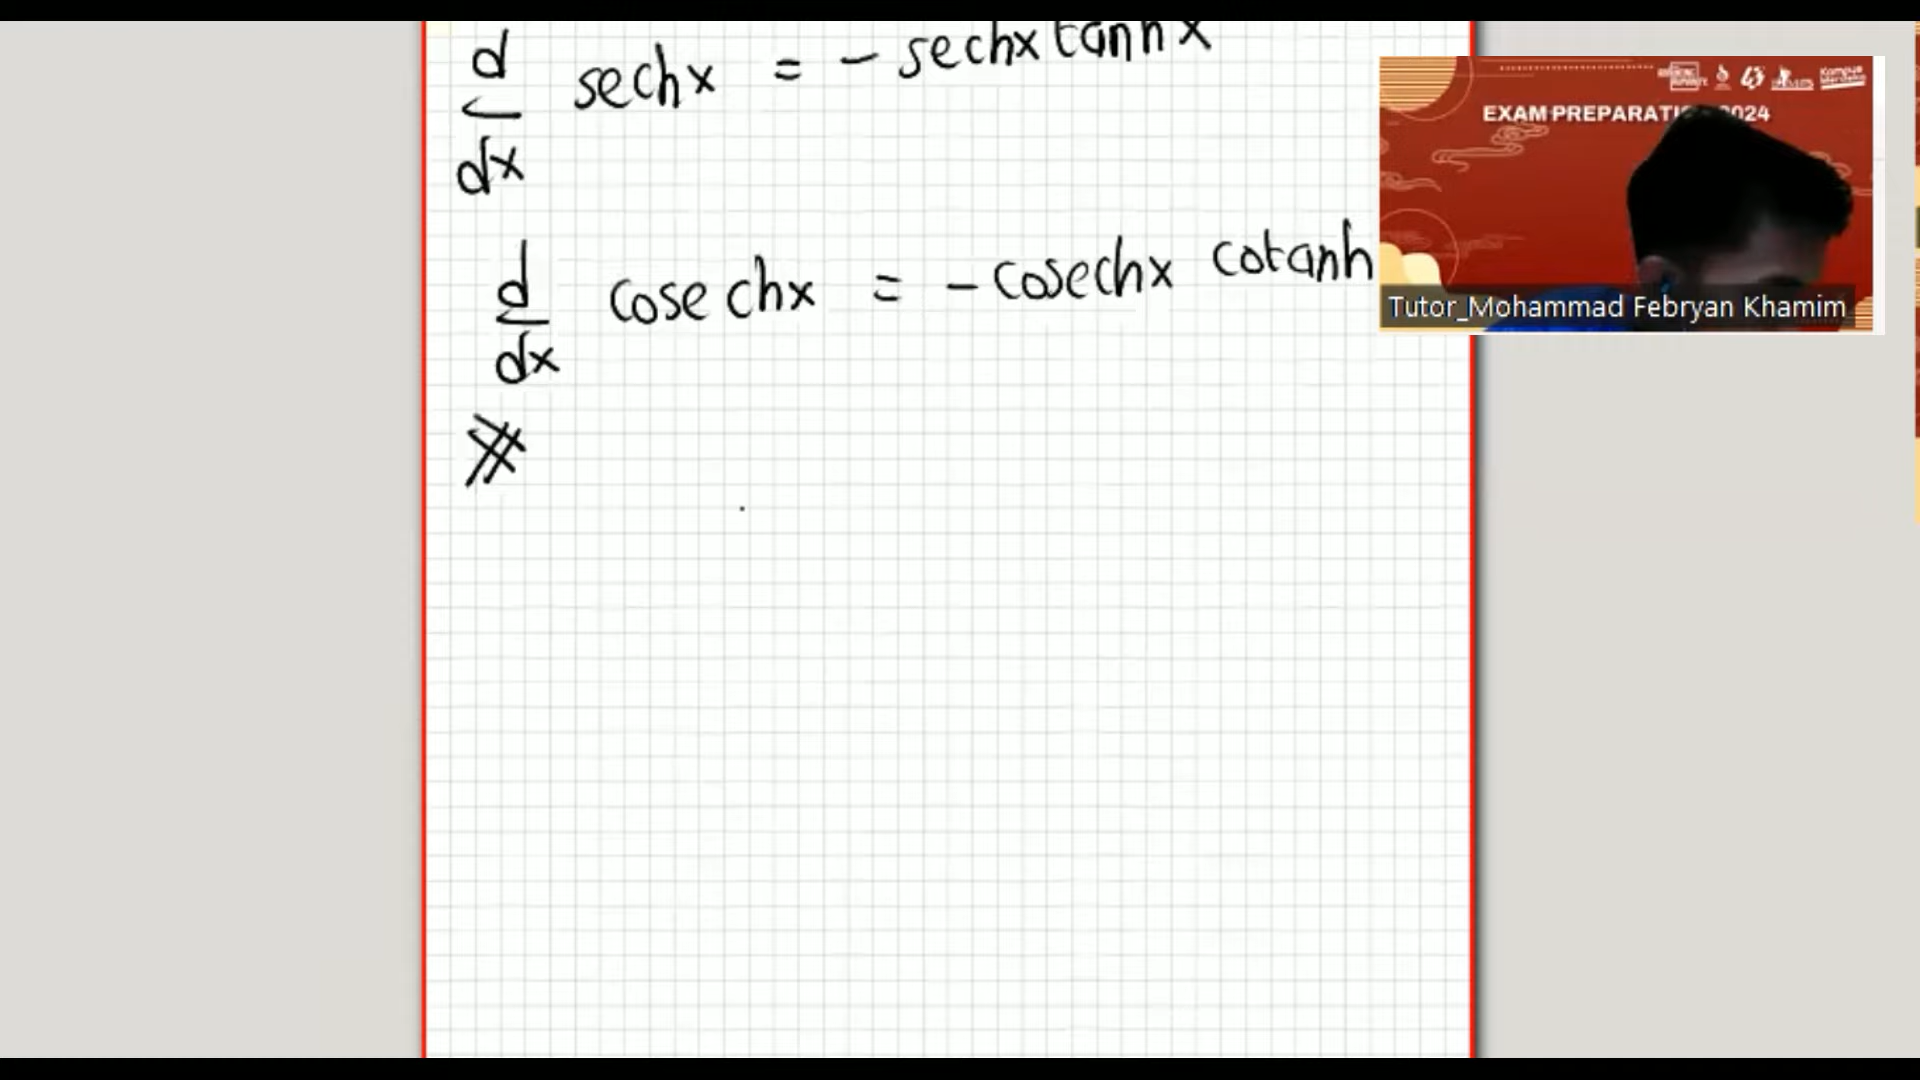 d/dx sechx = - sechx tanh x
d/dx cosechx = - cosechx cotanh
#
EXAM PREPARATI 2024
Tutor_Mohammad Febryan Khamim